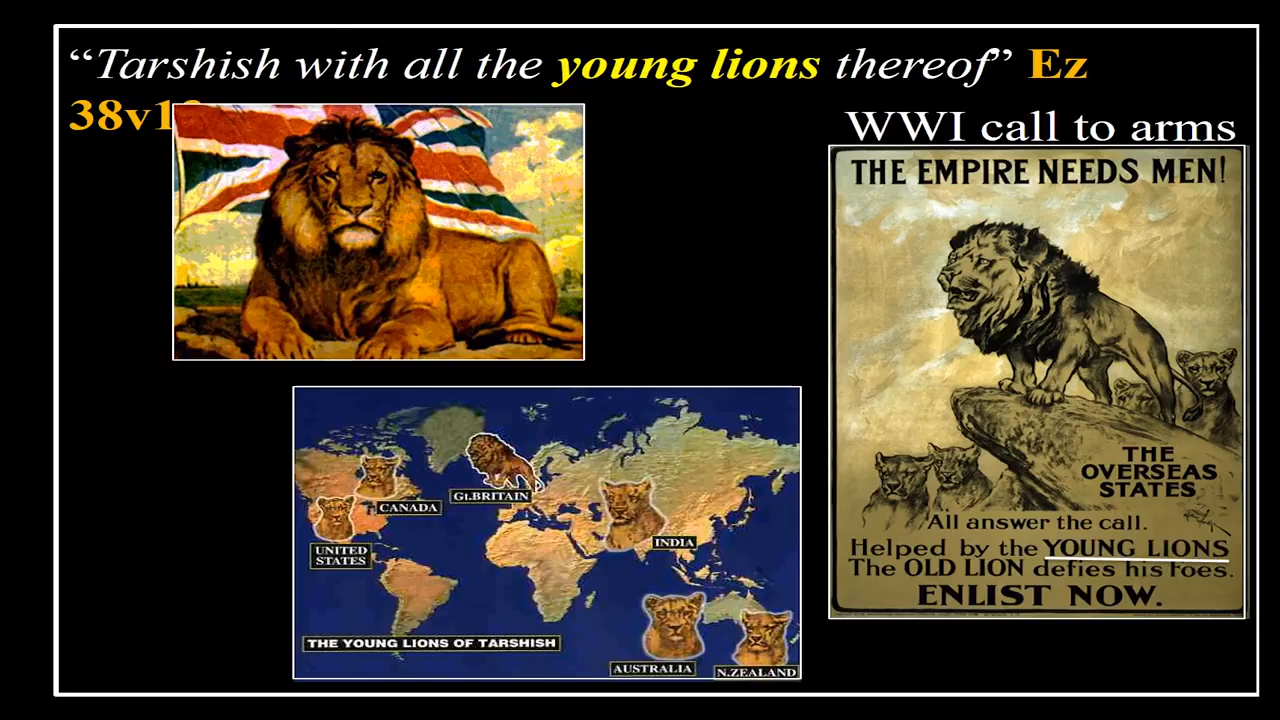 “Tarshish with all the young lions thereof” Ez
38v1
WWI call to arms
THE EMPIRE NEEDS MEN!
THE
OVERSEAS
STATES
All answer the call.
Helped by the YOUNG LIONS
The OLD LION defies his Foes.
ENLIST NOW.
Gt.BRITAIN
CANADA
UNITED
STATES
INDIA
THE YOUNG LIONS OF TARSHISH
AUSTRALIA
N.ZEALAND